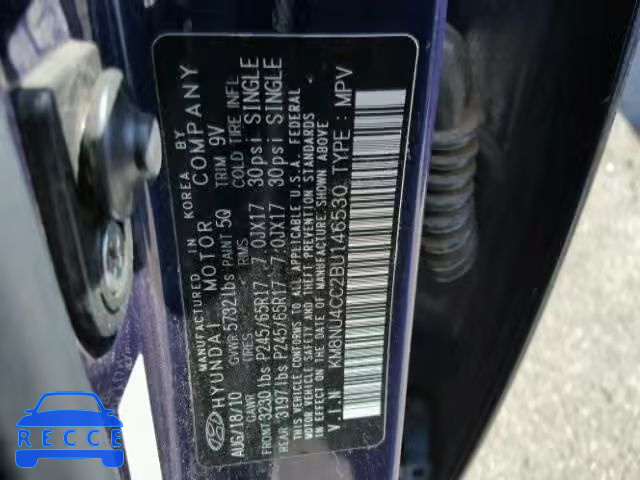 MANUFACTURED IN KOREA BY
HYUNDAI MOTOR COMPANY
AUG/18/10 GVWR 5732lbs PAINT 5Q TRIM 9V
GAWR TIRES RIMS COLD TIRE INFL
FRONT 3230 lbs P245/65R17 7.0JX17 30psi SINGLE
REAR 3197 lbs P245/65R17 7.0JX17 30psi SINGLE
THIS VEHICLE CONFORMS TO ALL APPLICABLE U.S.A. FEDERAL
MOTOR VEHICLE SAFETY AND THEFT PREVENTION STANDARDS
IN EFFECT ON THE DATE OF MANUFACTURE SHOWN ABOVE
V.I.N : KM8NU4CC2BU146530 TYPE : MPV